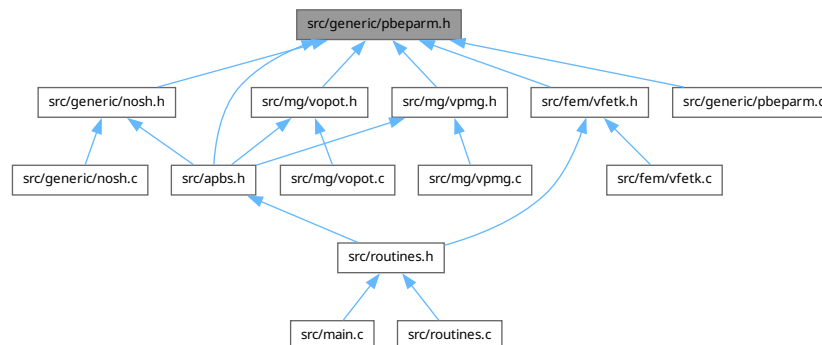 src/generic/pbeparm.h
src/generic/nosh.h
src/mg/vopot.h
src/mg/vpmg.h
src/fem/vfetk.h
src/generic/pbeparm.c
src/generic/nosh.c
src/apbs.h
src/mg/vopot.c
src/mg/vpmg.c
src/fem/vfetk.c
src/routines.h
src/main.c
src/routines.c